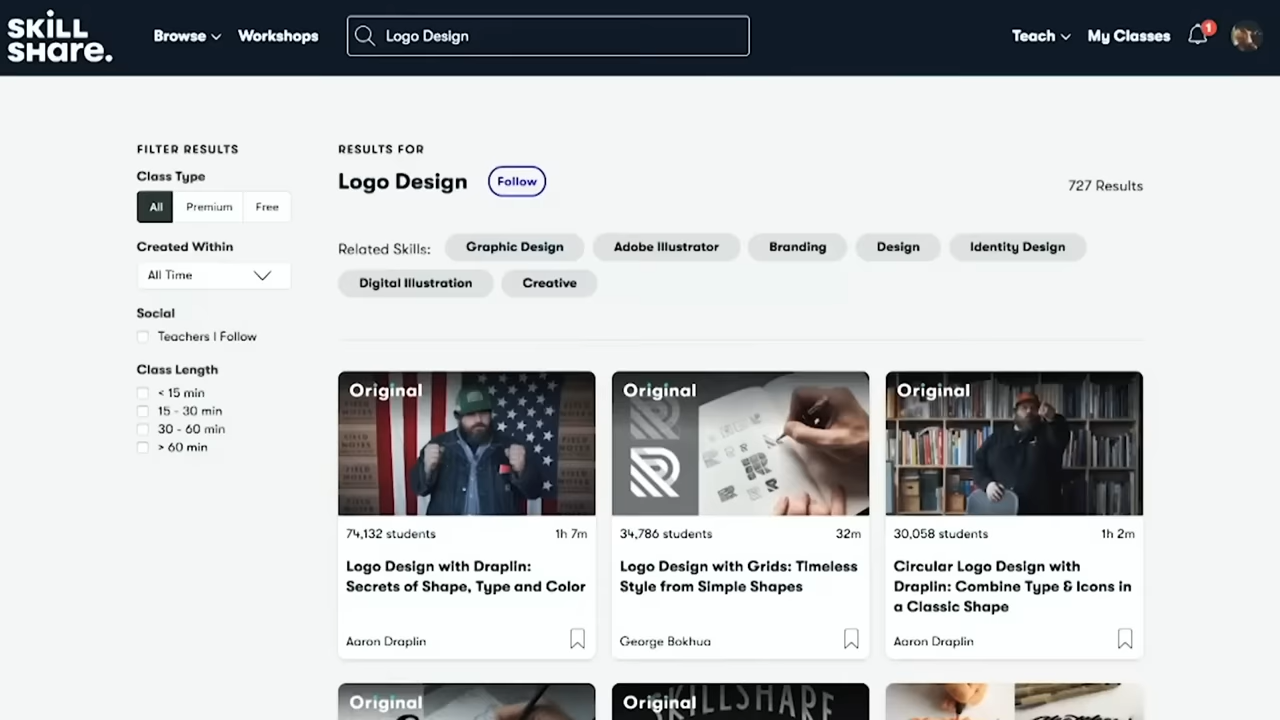 SKILL
SHARE.
Browse
Workshops
Logo Design
Teach
My Classes
1
FILTER RESULTS
Class Type
All
Premium
Free
Created Within
All Time
Social
Teachers I Follow
Class Length
< 15 min
15 - 30 min
30 - 60 min
> 60 min
RESULTS FOR
Logo Design
Follow
727 Results
Related Skills:
Graphic Design
Adobe Illustrator
Branding
Design
Identity Design
Digital Illustration
Creative
Original
74,132 students
1h 7m
Logo Design with Draplin:
Secrets of Shape, Type and Color
Aaron Draplin
Original
34,786 students
32m
Logo Design with Grids: Timeless
Style from Simple Shapes
George Bokhua
Original
30,058 students
1h 2m
Circular Logo Design with
Draplin: Combine Type & Icons in
a Classic Shape
Aaron Draplin
Original
Original
SKILLSHARE